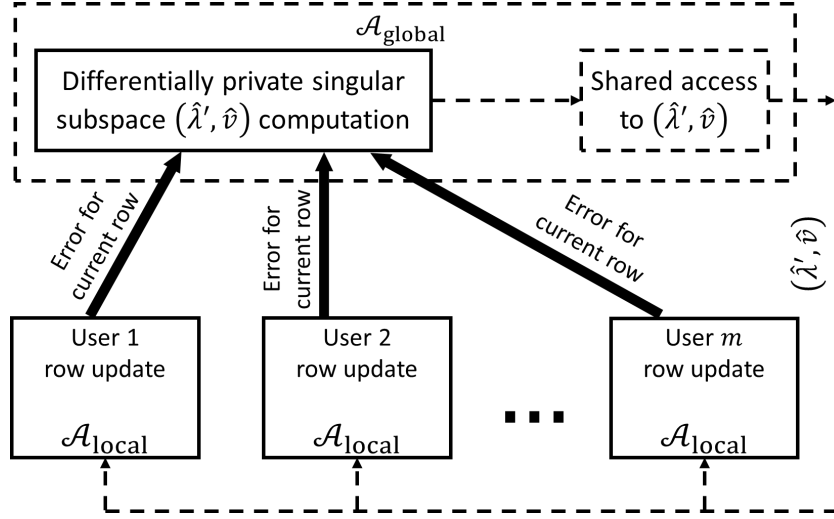 𝒜global
Differentially private singular
subspace (λ̂′, v̂) computation
Shared access
to (λ̂′, v̂)
Error for
current row
Error for
current row
Error for
current row
(λ̂′, v̂)
User 1
row update
𝒜local
User 2
row update
𝒜local
...
User m
row update
𝒜local